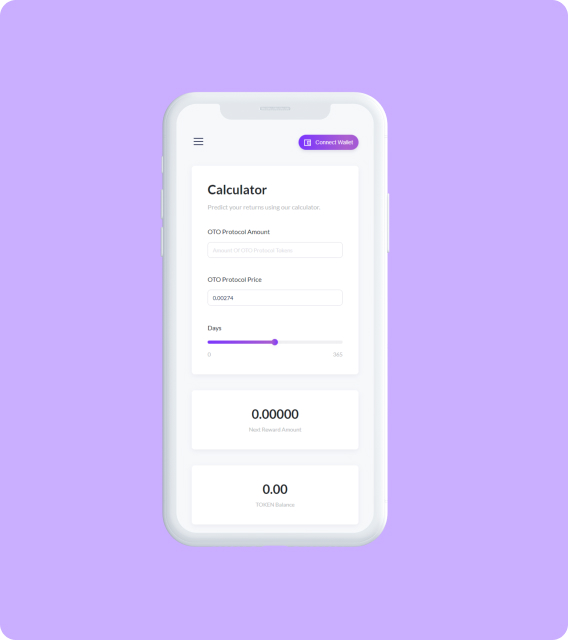 Connect Wallet
Calculator
Predict your returns using our calculator.
OTO Protocol Amount
Amount Of OTO Protocol Tokens
OTO Protocol Price
0.00274
Days
0
365
0.00000
Next Reward Amount
0.00
TOKEN Balance